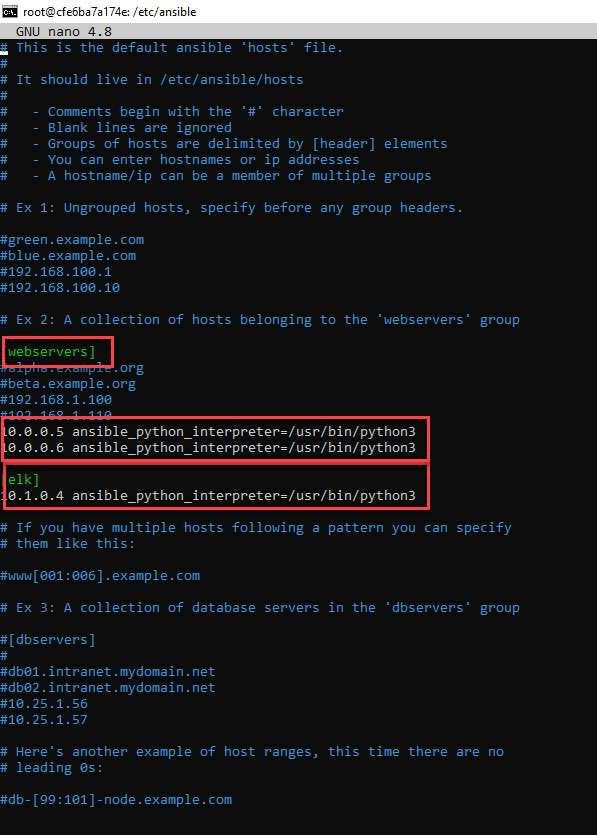 root@cfe6ba7a174e: /etc/ansible
GNU nano 4.8
# This is the default ansible 'hosts' file.
#
# It should live in /etc/ansible/hosts
#
#   - Comments begin with the '#' character
#   - Blank lines are ignored
#   - Groups of hosts are delimited by [header] elements
#   - You can enter hostnames or ip addresses
#   - A hostname/ip can be a member of multiple groups
# Ex 1: Ungrouped hosts, specify before any group headers.
#green.example.com
#blue.example.com
#192.168.100.1
#192.168.100.10
# Ex 2: A collection of hosts belonging to the 'webservers' group
[webservers]
#alpha.example.org
#beta.example.org
#192.168.1.100
#192.168.1.110
10.0.0.5 ansible_python_interpreter=/usr/bin/python3
10.0.0.6 ansible_python_interpreter=/usr/bin/python3
[elk]
10.1.0.4 ansible_python_interpreter=/usr/bin/python3
# If you have multiple hosts following a pattern you can specify
# them like this:
#www[001:006].example.com
# Ex 3: A collection of database servers in the 'dbservers' group
#[dbservers]
#
#db01.intranet.mydomain.net
#db02.intranet.mydomain.net
#10.25.1.56
#10.25.1.57
# Here's another example of host ranges, this time there are no
# leading 0s:
#db-[99:101]-node.example.com